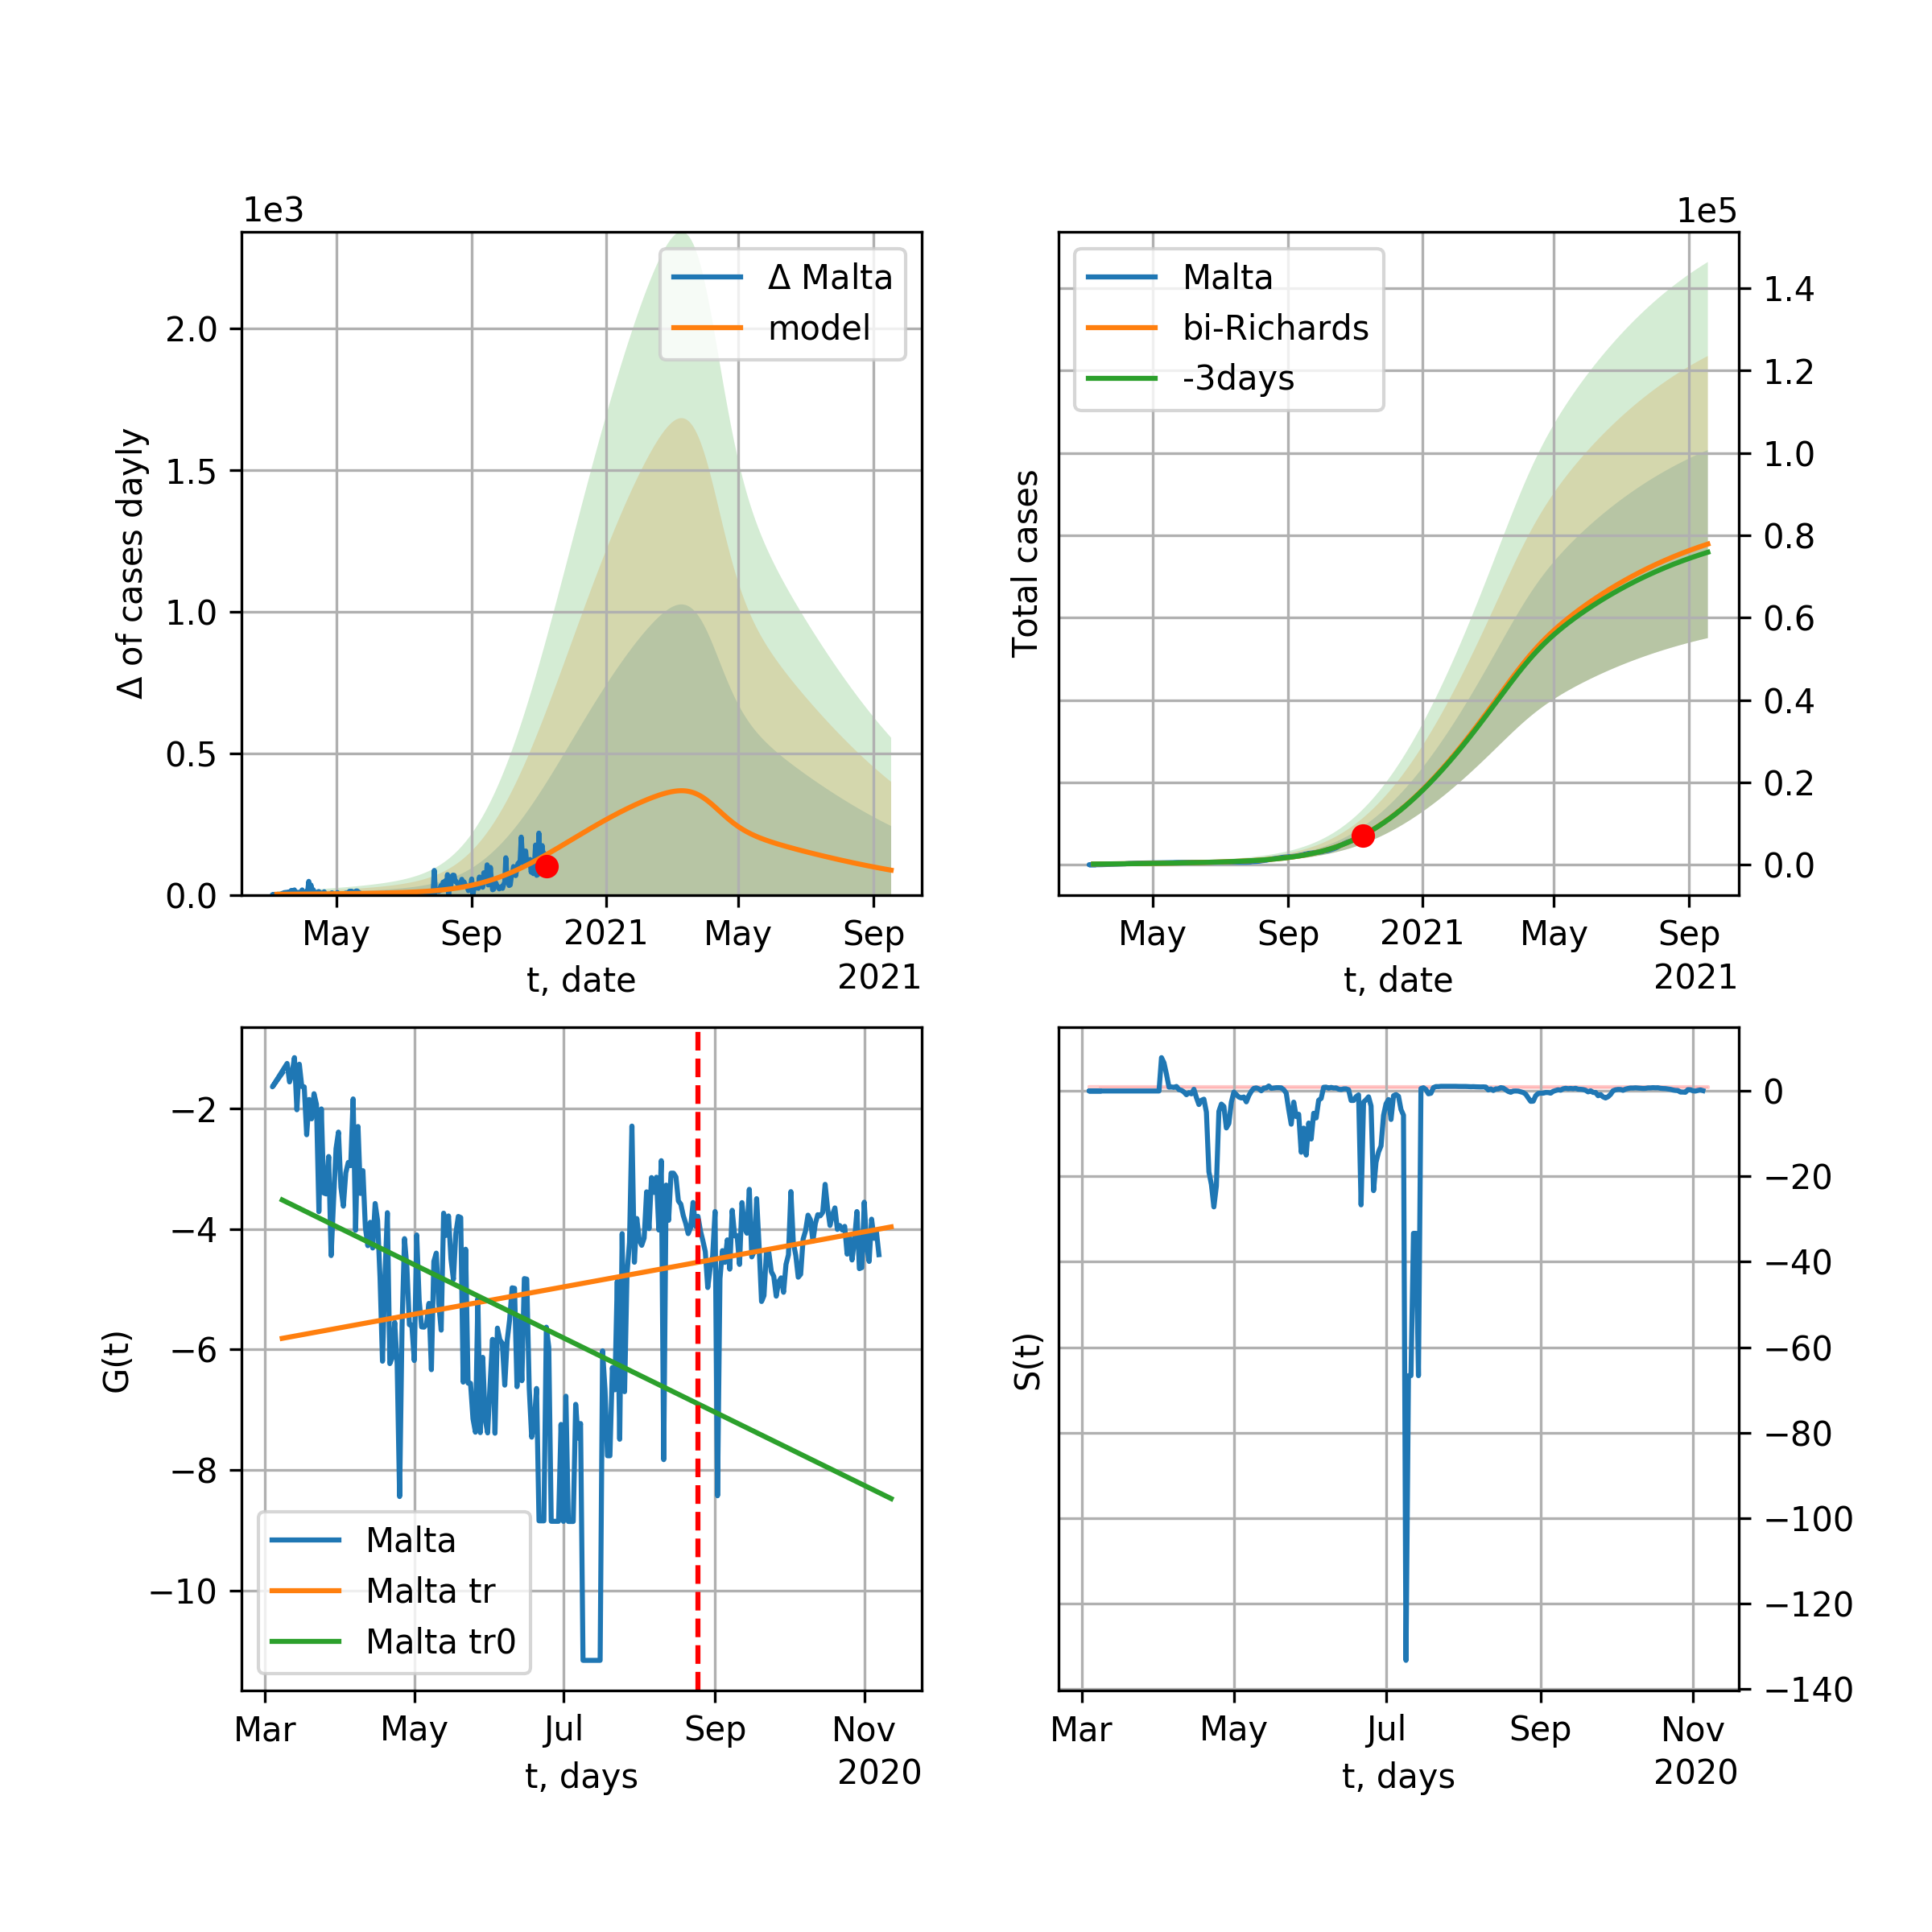 1e3
Δ of cases dayly
2.0
1.5
1.0
0.5
0.0
Δ Malta
model
May Sep 2021 May Sep
2021
t, date
1e5
Total cases
Malta
bi-Richards
-3days
1.4
1.2
1.0
0.8
0.6
0.4
0.2
0.0
May Sep 2021 May Sep
2021
t, date
G(t)
−2
−4
−6
−8
−10
Malta
Malta tr
Malta tr0
Mar May Jul Sep Nov
2020
t, days
S(t)
0
−20
−40
−60
−80
−100
−120
−140
Mar May Jul Sep Nov
2020
t, days